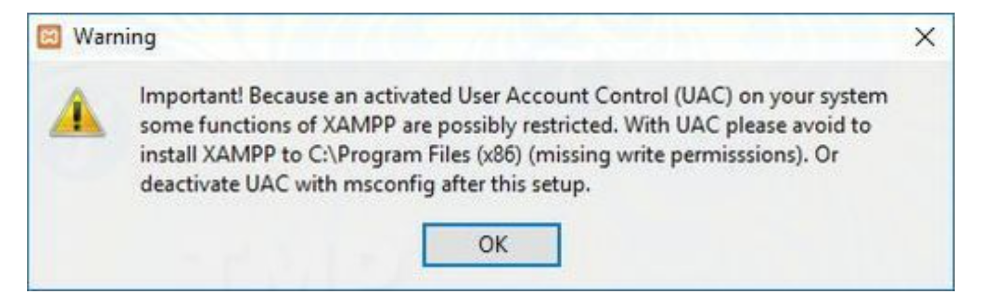 Warning
Important! Because an activated User Account Control (UAC) on your system
some functions of XAMPP are possibly restricted. With UAC please avoid to
install XAMPP to C:\Program Files (x86) (missing write permisssions). Or
deactivate UAC with msconfig after this setup.
OK